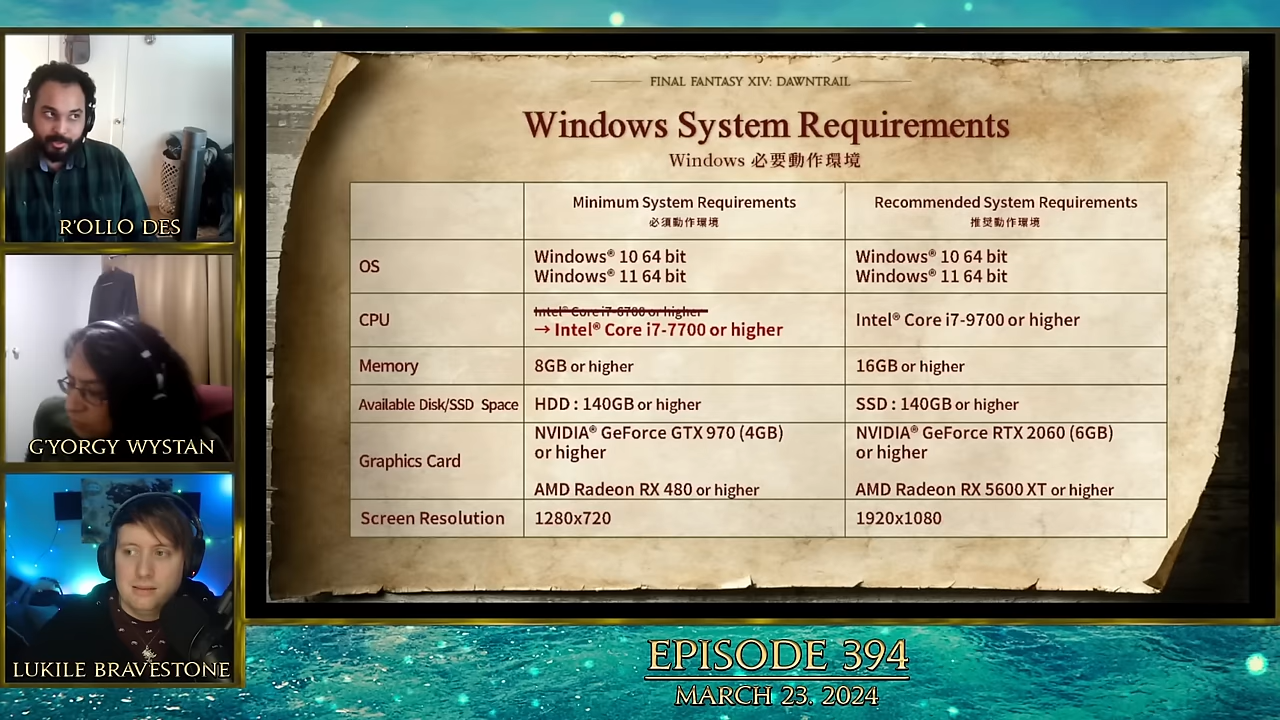 R'OLLO DES
G'YORGY WYSTAN
LUKILE BRAVESTONE
FINAL FANTASY XIV: DAWNTRAIL
Windows System Requirements
Windows 必要動作環境
Minimum System Requirements
必須動作環境
Recommended System Requirements
推奨動作環境
OS
Windows® 10 64 bit
Windows® 11 64 bit
Windows® 10 64 bit
Windows® 11 64 bit
CPU
Intel® Core i7-6700 or higher
→ Intel® Core i7-7700 or higher
Intel® Core i7-9700 or higher
Memory
8GB or higher
16GB or higher
Available Disk/SSD Space
HDD : 140GB or higher
SSD : 140GB or higher
Graphics Card
NVIDIA® GeForce GTX 970 (4GB)
or higher
AMD Radeon RX 480 or higher
NVIDIA® GeForce RTX 2060 (6GB)
or higher
AMD Radeon RX 5600 XT or higher
Screen Resolution
1280x720
1920x1080
EPISODE 394
MARCH 23. 2024